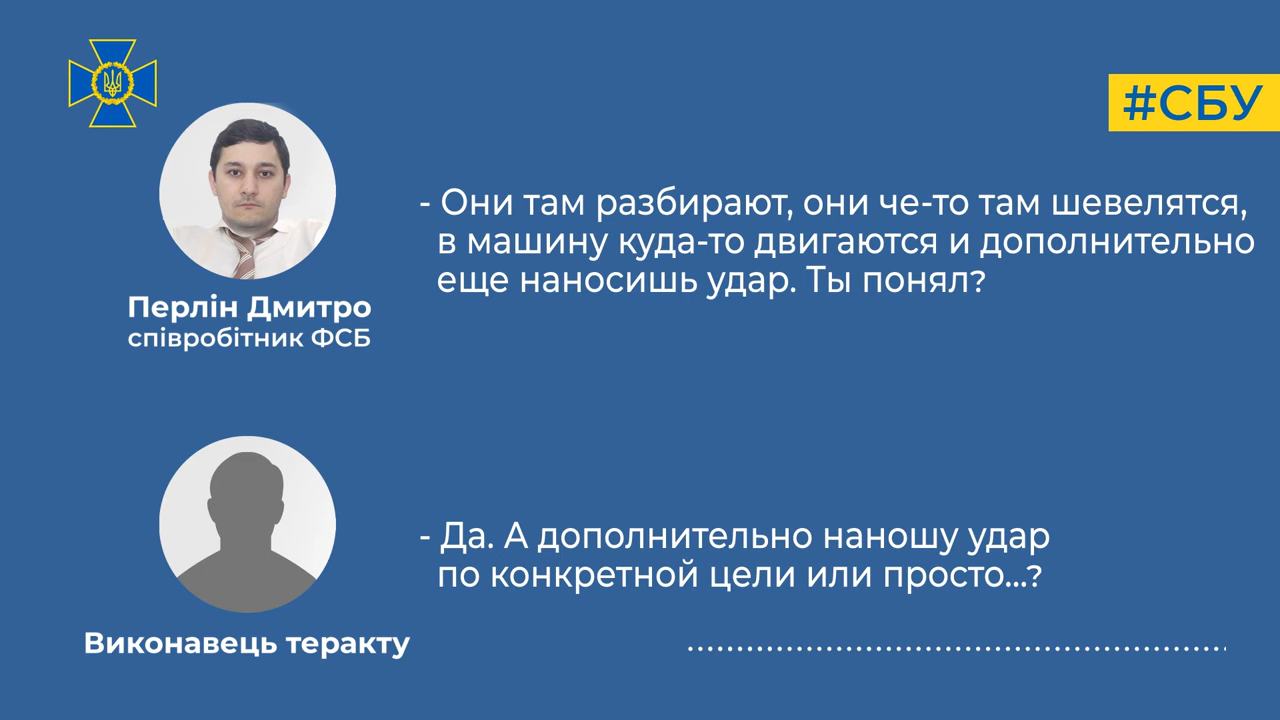 #СБУ
- Они там разбирают, они че-то там шевелятся,
в машину куда-то двигаются и дополнительно
еще наносишь удар. Ты понял?
Перлін Дмитро
співробітник ФСБ
- Да. А дополнительно наношу удар
по конкретной цели или просто...?
Виконавець теракту